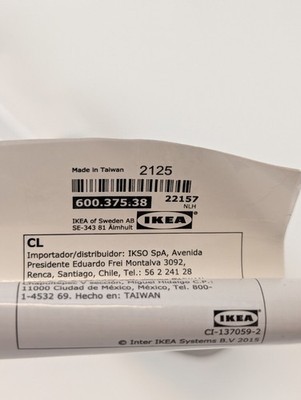 Made in Taiwan 2125
600.375.38 22157
NLH
IKEA of Sweden AB
SE-343 81 Älmhult
IKEA
CL
Importador/distribuidor: IKSO SpA, Avenida
Presidente Eduardo Frei Montalva 3092,
Renca, Santiago, Chile, Tel.: 56 2 241 28
11000 Ciudad de México, México, Tel. 800-
1-4532 69. Hecho en: TAIWAN
IKEA
CI-137059-2
© Inter IKEA Systems B.V 2015